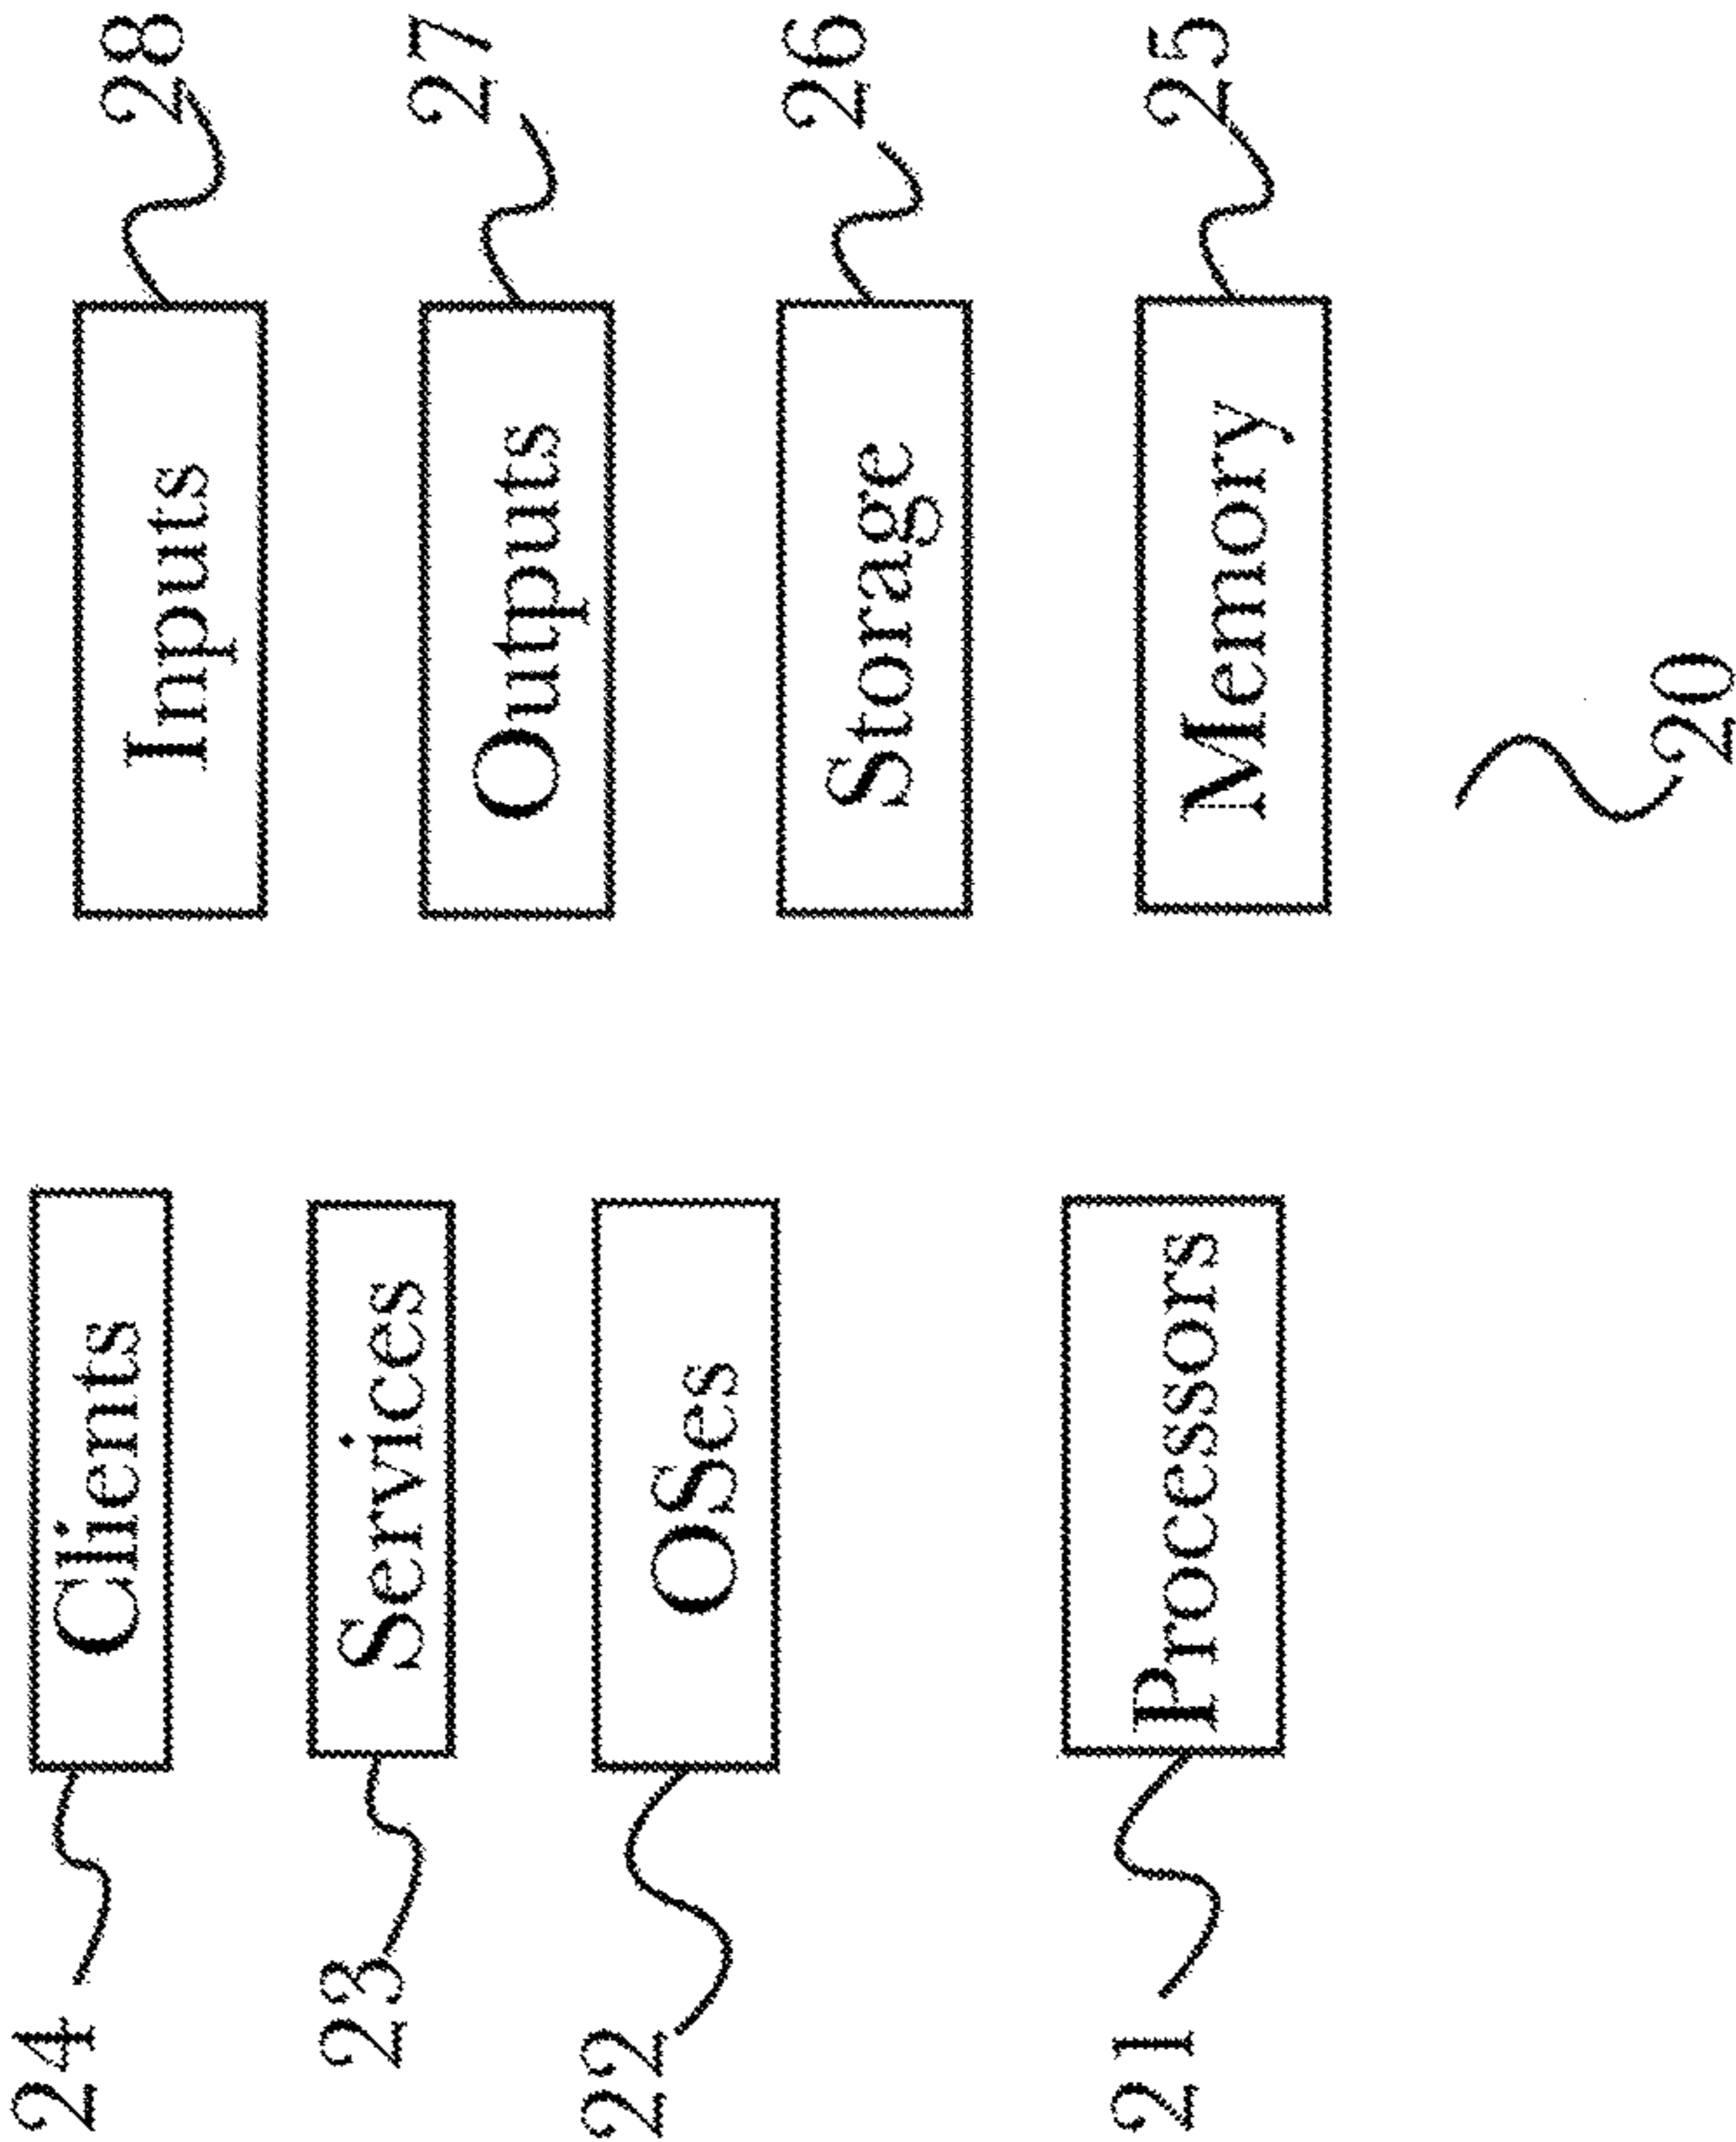 24 Clients Inputs 28
23 Services Outputs 27
22 OSes Storage 26
21 Processors Memory 25
20